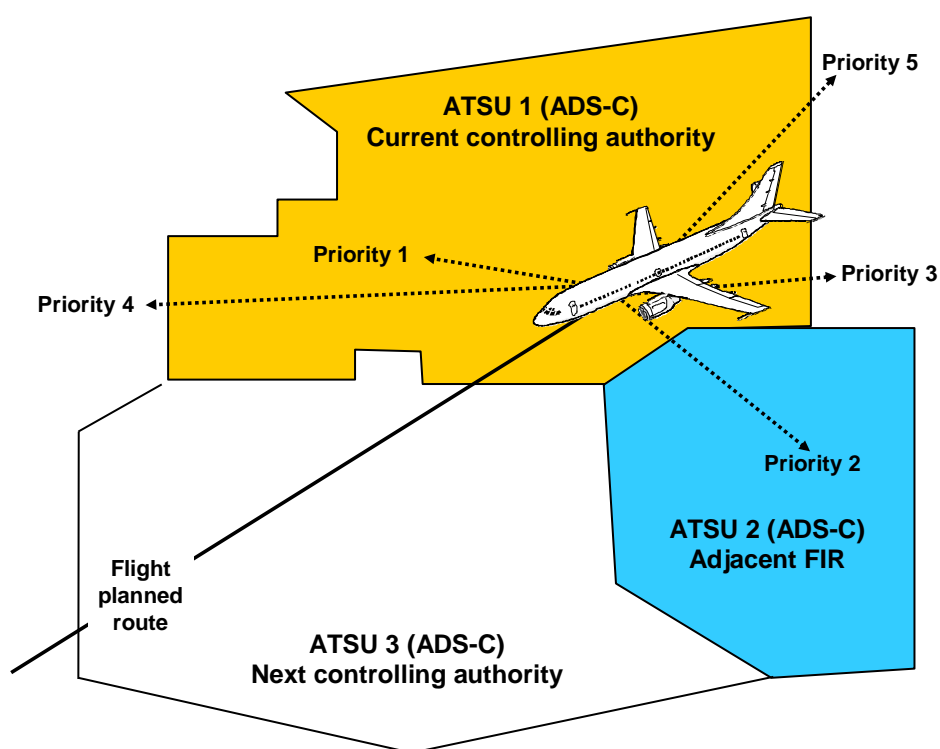 Priority 5
ATSU 1 (ADS-C)
Current controlling authority
Priority 1
Priority 3
Priority 4
Priority 2
ATSU 2 (ADS-C)
Adjacent FIR
Flight
planned
route
ATSU 3 (ADS-C)
Next controlling authority